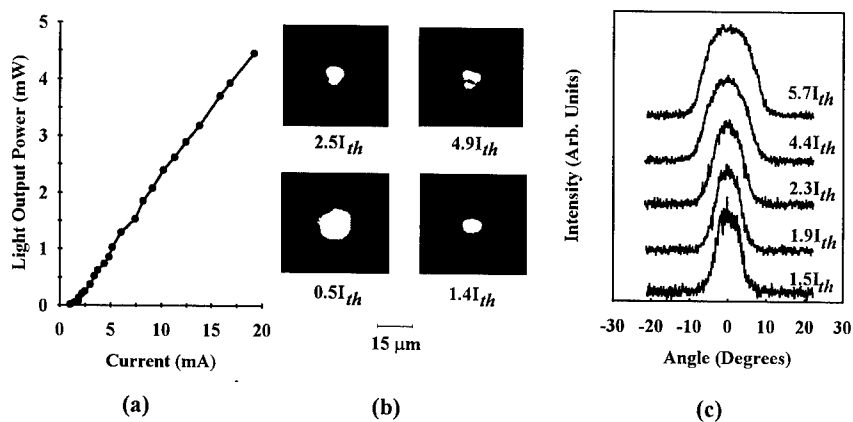 Light Output Power (mW)
5
4
3
2
1
0
0 5 10 15 20
Current (mA)
(a)
2.5I_th 4.9I_th
0.5I_th 1.4I_th
15 µm
(b)
Intensity (Arb. Units)
5.7I_th
4.4I_th
2.3I_th
1.9I_th
1.5I_th
-30 -20 -10 0 10 20 30
Angle (Degrees)
(c)